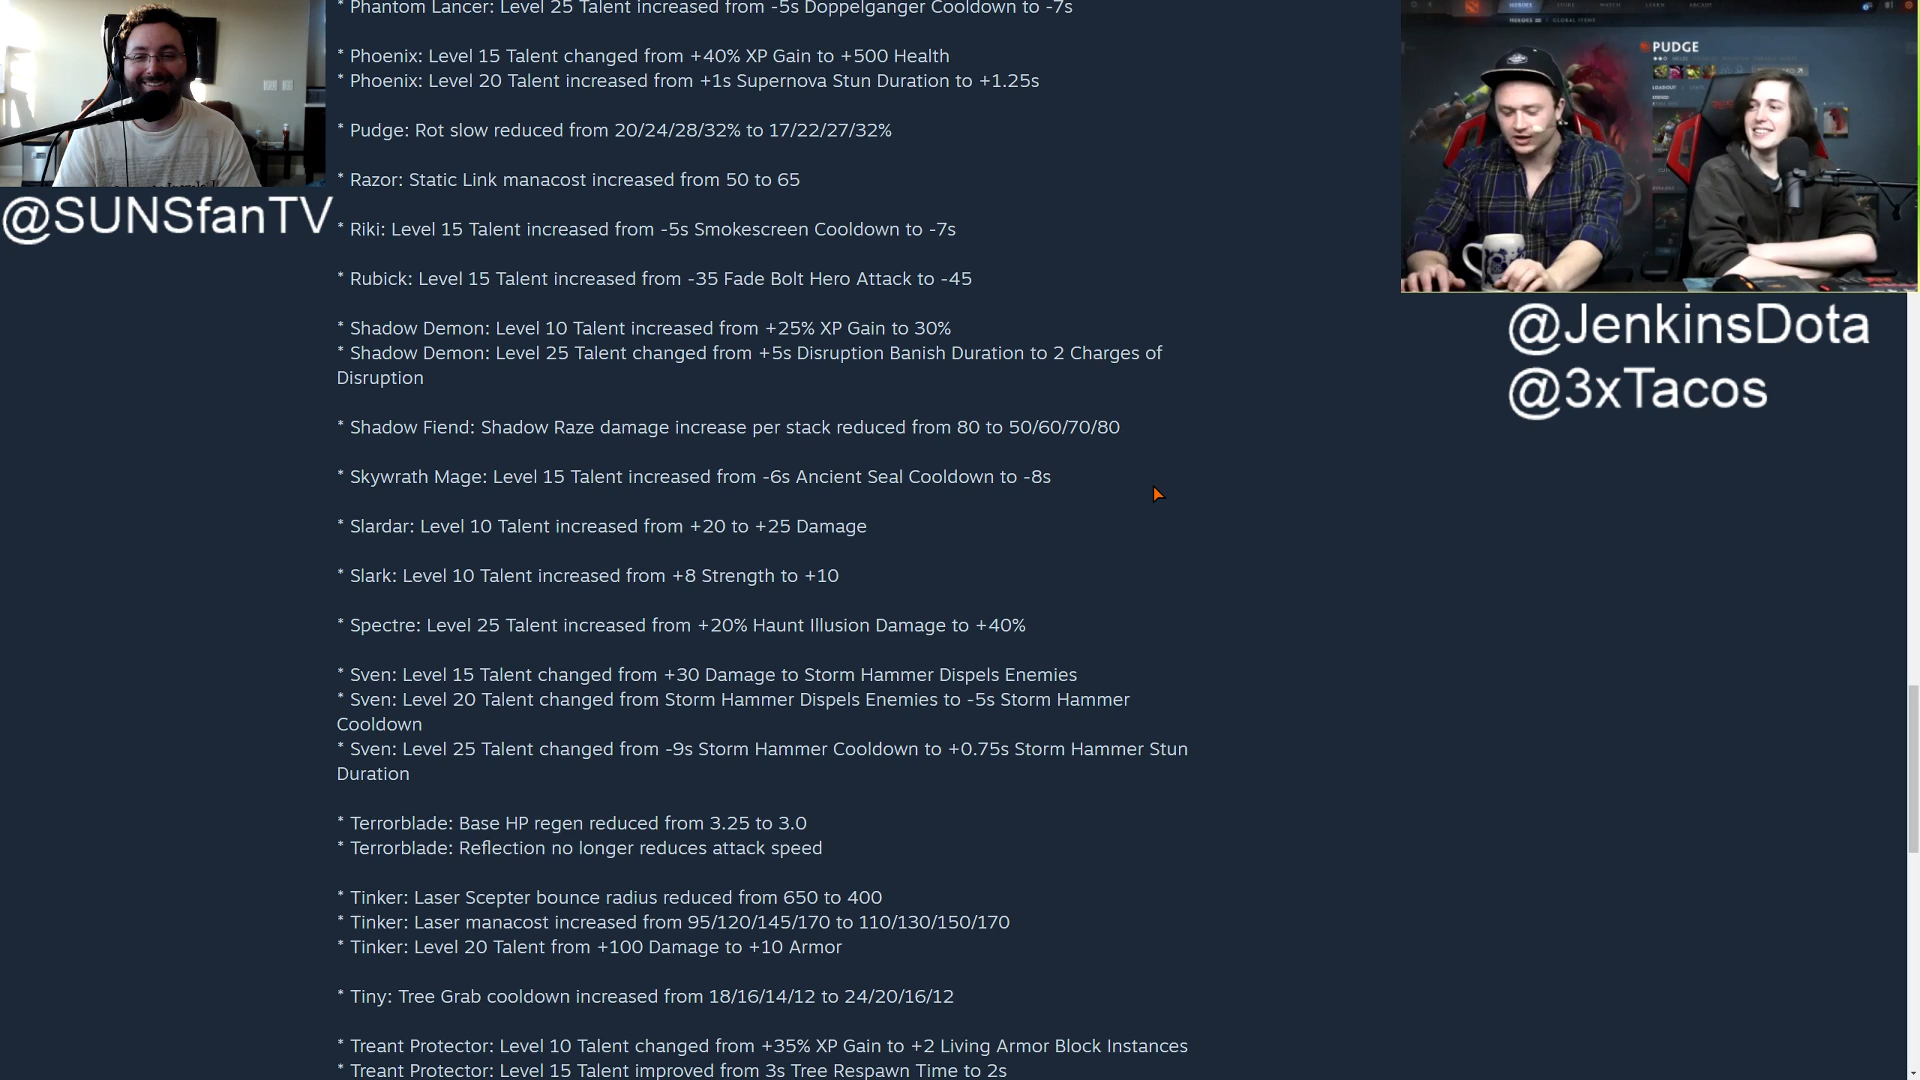 * Phantom Lancer: Level 25 Talent increased from -5s Doppelganger Cooldown to -7s
* Phoenix: Level 15 Talent changed from +40% XP Gain to +500 Health
* Phoenix: Level 20 Talent increased from +1s Supernova Stun Duration to +1.25s
* Pudge: Rot slow reduced from 20/24/28/32% to 17/22/27/32%
* Razor: Static Link manacost increased from 50 to 65
* Riki: Level 15 Talent increased from -5s Smokescreen Cooldown to -7s
* Rubick: Level 15 Talent increased from -35 Fade Bolt Hero Attack to -45
* Shadow Demon: Level 10 Talent increased from +25% XP Gain to 30%
* Shadow Demon: Level 25 Talent changed from +5s Disruption Banish Duration to 2 Charges of
Disruption
* Shadow Fiend: Shadow Raze damage increase per stack reduced from 80 to 50/60/70/80
* Skywrath Mage: Level 15 Talent increased from -6s Ancient Seal Cooldown to -8s
* Slardar: Level 10 Talent increased from +20 to +25 Damage
* Slark: Level 10 Talent increased from +8 Strength to +10
* Spectre: Level 25 Talent increased from +20% Haunt Illusion Damage to +40%
* Sven: Level 15 Talent changed from +30 Damage to Storm Hammer Dispels Enemies
* Sven: Level 20 Talent changed from Storm Hammer Dispels Enemies to -5s Storm Hammer
Cooldown
* Sven: Level 25 Talent changed from -9s Storm Hammer Cooldown to +0.75s Storm Hammer Stun
Duration
* Terrorblade: Base HP regen reduced from 3.25 to 3.0
* Terrorblade: Reflection no longer reduces attack speed
* Tinker: Laser Scepter bounce radius reduced from 650 to 400
* Tinker: Laser manacost increased from 95/120/145/170 to 110/130/150/170
* Tinker: Level 20 Talent from +100 Damage to +10 Armor
* Tiny: Tree Grab cooldown increased from 18/16/14/12 to 24/20/16/12
* Treant Protector: Level 10 Talent changed from +35% XP Gain to +2 Living Armor Block Instances
* Treant Protector: Level 15 Talent improved from 3s Tree Respawn Time to 2s
@SUNSfanTV
HEROES
GLOBAL ITEMS
PUDGE
LOADOUT
@JenkinsDota
@3xTacos